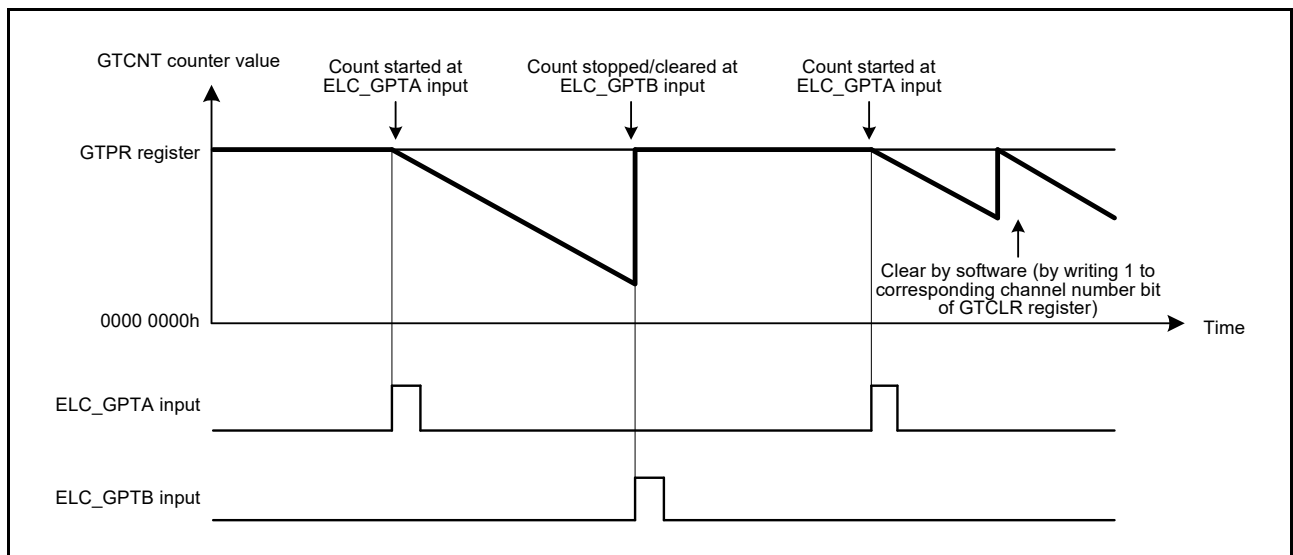 GTCNT counter value
Count started at
ELC_GPTA input
Count stopped/cleared at
ELC_GPTB input
Count started at
ELC_GPTA input
GTPR register
Clear by software (by writing 1 to
corresponding channel number bit
of GTCLR register)
0000 0000h
Time
ELC_GPTA input
ELC_GPTB input